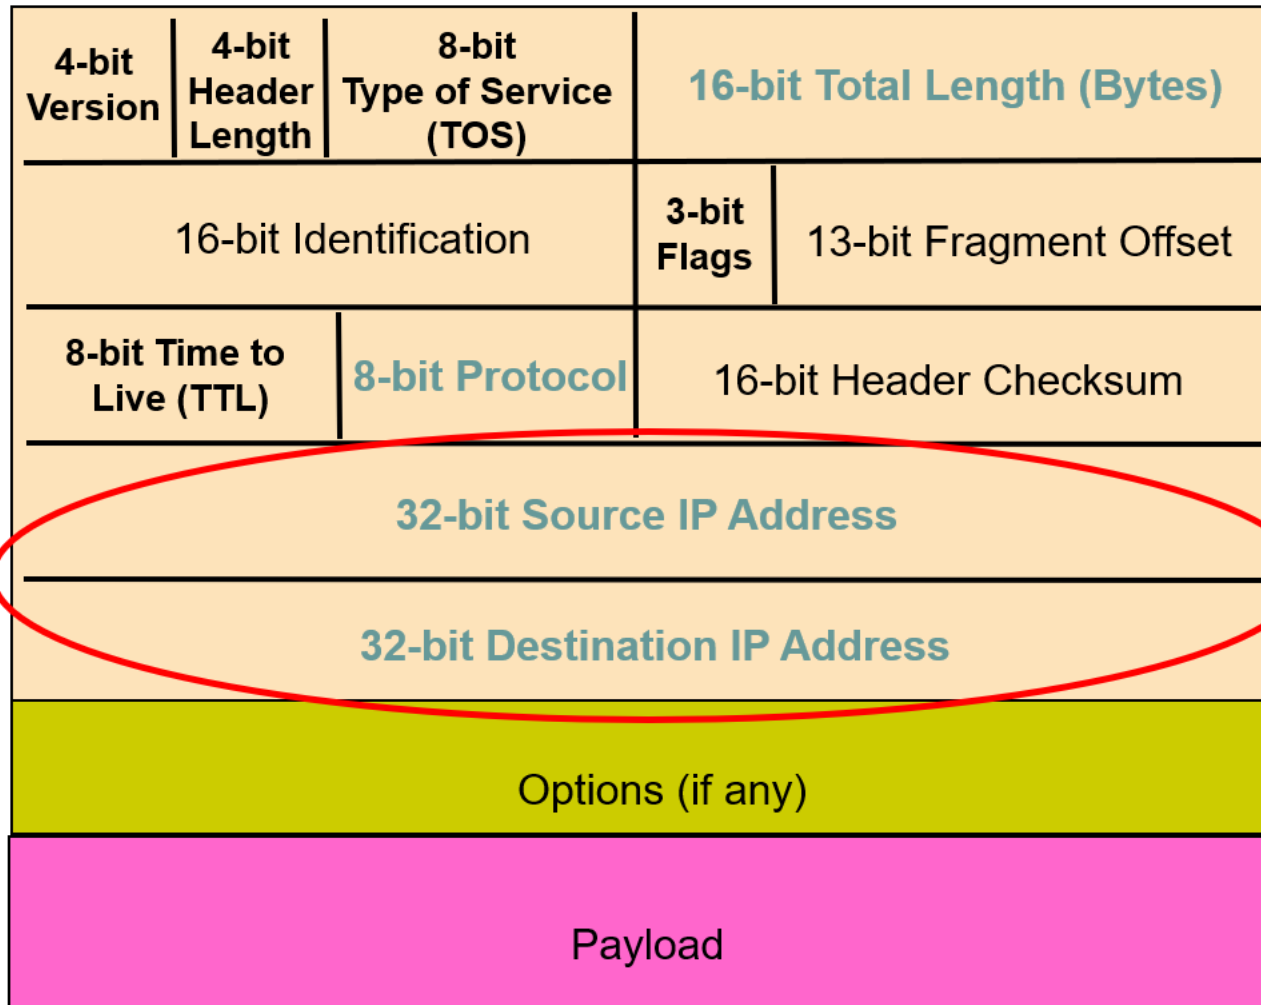 4-bit
Version
4-bit
Header
Length
8-bit
Type of Service
(TOS)
16-bit Total Length (Bytes)
16-bit Identification
3-bit
Flags
13-bit Fragment Offset
8-bit Time to
Live (TTL)
8-bit Protocol
16-bit Header Checksum
32-bit Source IP Address
32-bit Destination IP Address
Options (if any)
Payload